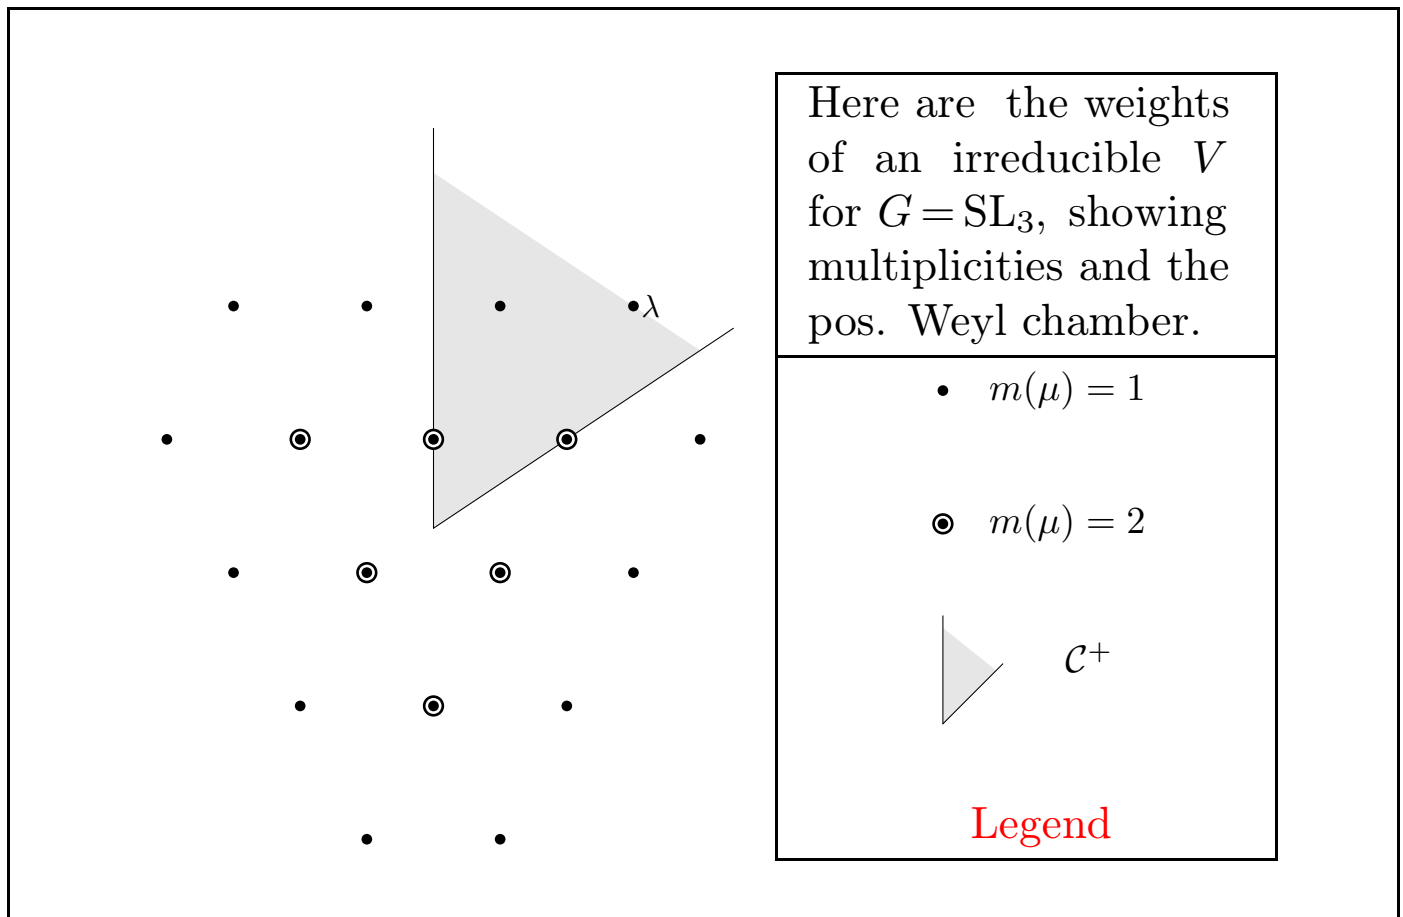 Here are the weights
of an irreducible V
for G = SL₃, showing
multiplicities and the
pos. Weyl chamber.
λ
m(μ) = 1
m(μ) = 2
𝒞⁺
Legend